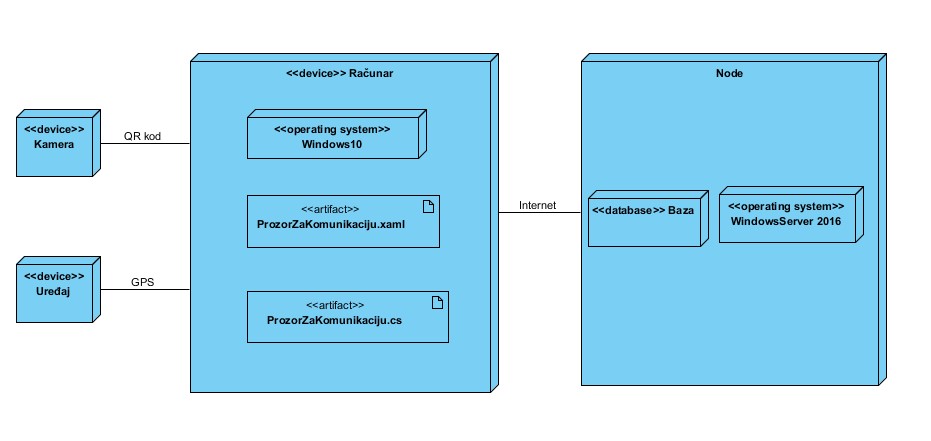 <<device>>
Kamera
QR kod
<<device>>
Uređaj
GPS
<<device>> Računar
<<operating system>>
Windows10
<<artifact>>
ProzorZaKomunikaciju.xaml
<<artifact>>
ProzorZaKomunikaciju.cs
Internet
Node
<<database>> Baza
<<operating system>>
WindowsServer 2016